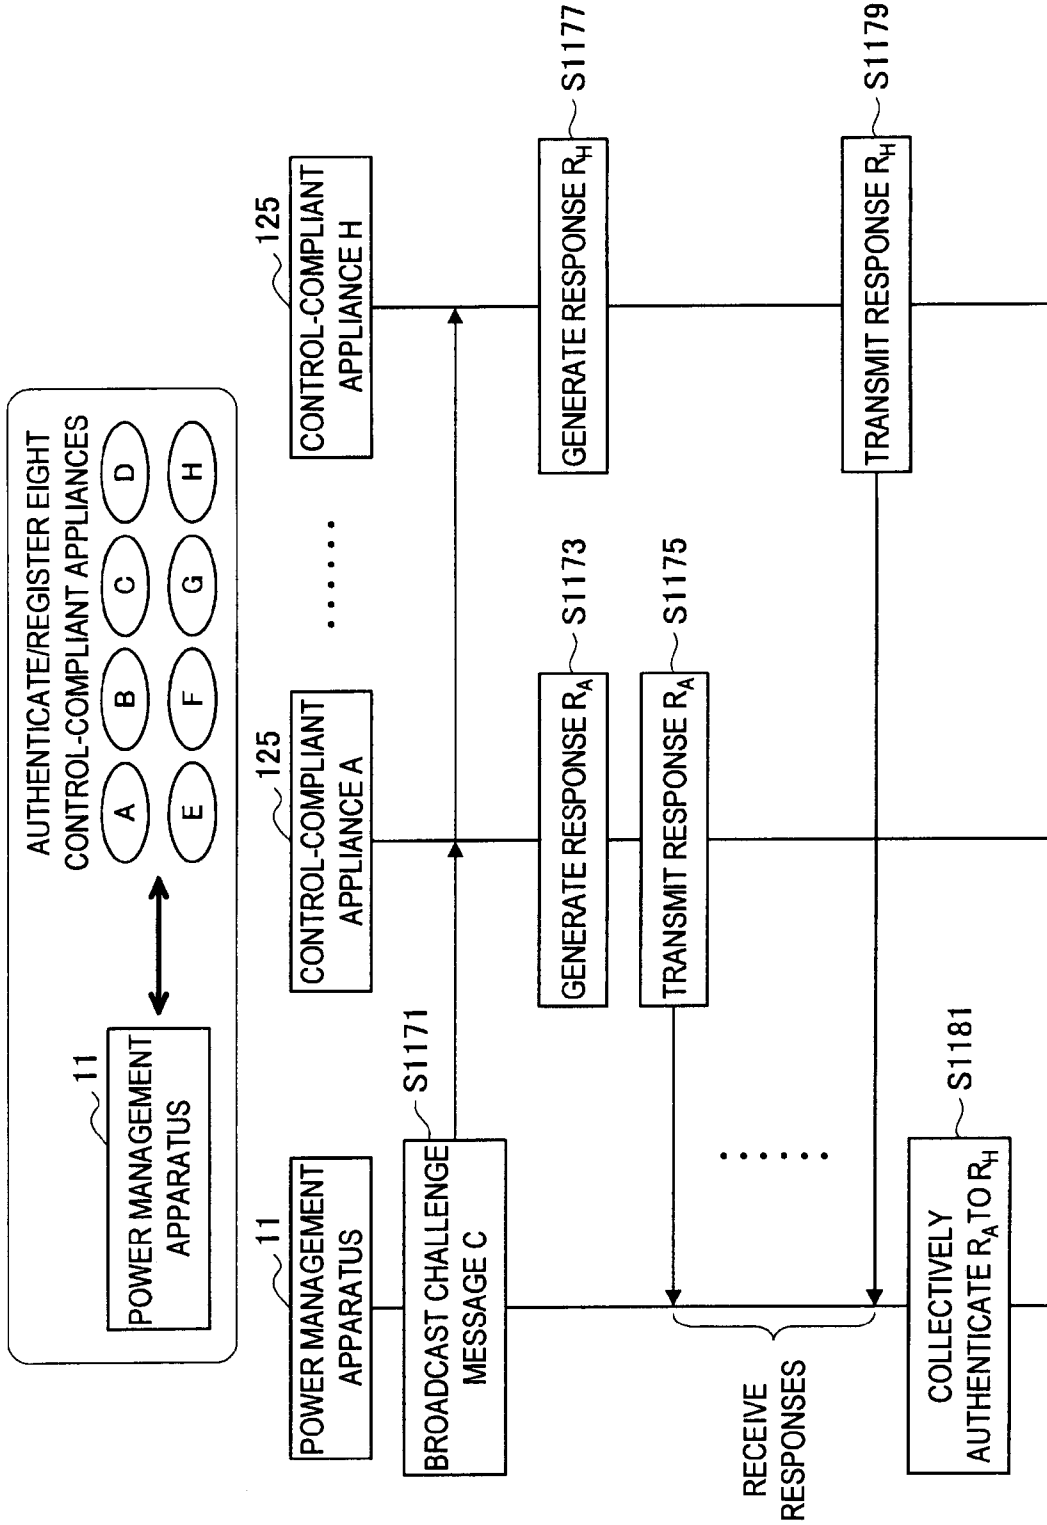 AUTHENTICATE/REGISTER EIGHT
CONTROL-COMPLIANT APPLIANCES
11
POWER MANAGEMENT
APPARATUS
A B C D
E F G H
11
POWER MANAGEMENT
APPARATUS
125
CONTROL-COMPLIANT
APPLIANCE A
125
CONTROL-COMPLIANT
APPLIANCE H
BROADCAST CHALLENGE
MESSAGE C
S1171
GENERATE RESPONSE RA
S1173
GENERATE RESPONSE RH
S1177
TRANSMIT RESPONSE RA
S1175
RECEIVE
RESPONSES
TRANSMIT RESPONSE RH
S1179
COLLECTIVELY
AUTHENTICATE RA TO RH
S1181